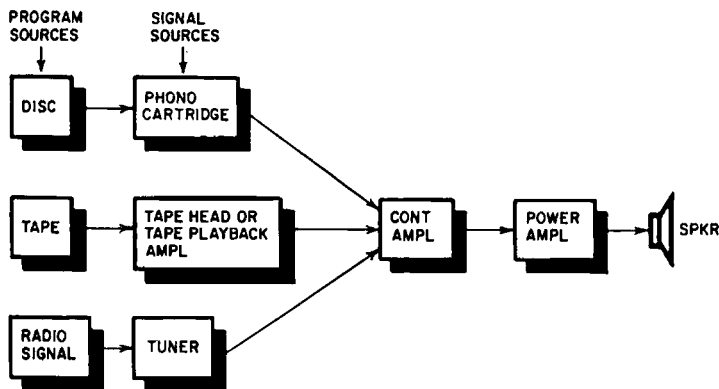 PROGRAM
SOURCES
SIGNAL
SOURCES
DISC
PHONO
CARTRIDGE
TAPE
TAPE HEAD OR
TAPE PLAYBACK
AMPL
CONT
AMPL
POWER
AMPL
SPKR
RADIO
SIGNAL
TUNER